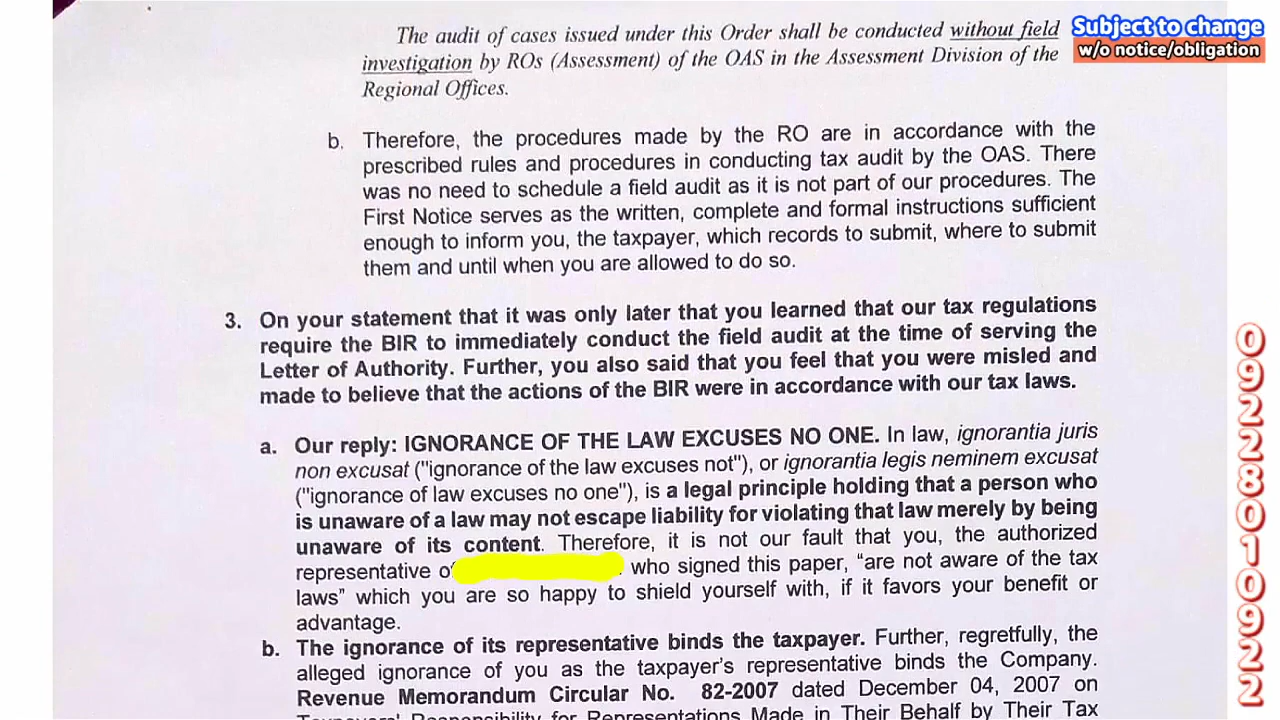 The audit of cases issued under this Order shall be conducted without field
investigation by ROs (Assessment) of the OAS in the Assessment Division of the
Regional Offices.
b. Therefore, the procedures made by the RO are in accordance with the
prescribed rules and procedures in conducting tax audit by the OAS. There
was no need to schedule a field audit as it is not part of our procedures. The
First Notice serves as the written, complete and formal instructions sufficient
enough to inform you, the taxpayer, which records to submit, where to submit
them and until when you are allowed to do so.
3. On your statement that it was only later that you learned that our tax regulations
require the BIR to immediately conduct the field audit at the time of serving the
Letter of Authority. Further, you also said that you feel that you were misled and
made to believe that the actions of the BIR were in accordance with our tax laws.
a. Our reply: IGNORANCE OF THE LAW EXCUSES NO ONE. In law, ignorantia juris
non excusat ("ignorance of the law excuses not"), or ignorantia legis neminem excusat
("ignorance of law excuses no one"), is a legal principle holding that a person who
is unaware of a law may not escape liability for violating that law merely by being
unaware of its content. Therefore, it is not our fault that you, the authorized
representative of who signed this paper, “are not aware of the tax
laws” which you are so happy to shield yourself with, if it favors your benefit or
advantage.
b. The ignorance of its representative binds the taxpayer. Further, regretfully, the
alleged ignorance of you as the taxpayer's representative binds the Company.
Revenue Memorandum Circular No. 82-2007 dated December 04, 2007 on
Taxpayers' Responsibility for Representations Made in Their Behalf by Their Tax
Subject to change
w/o notice/obligation
09228010922